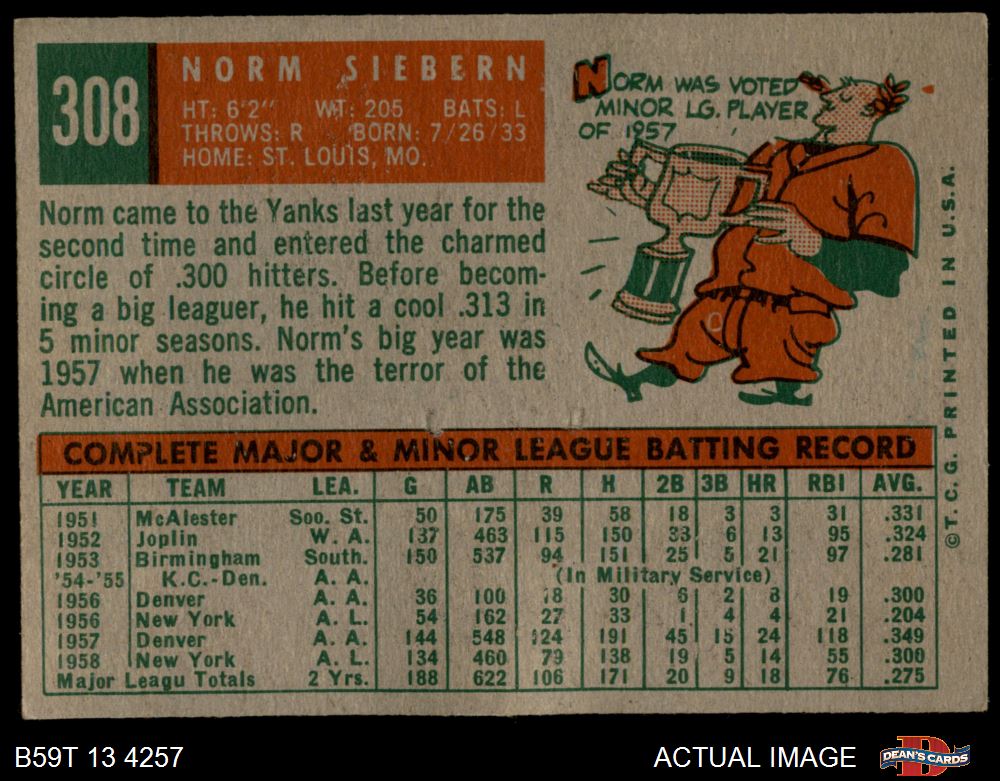 308
NORM SIEBERN
HT: 6'2" WT: 205 BATS: L
THROWS: R BORN: 7/26/33
HOME: ST. LOUIS, MO.
NORM WAS VOTED
MINOR LG. PLAYER
OF 1957
Norm came to the Yanks last year for the
second time and entered the charmed
circle of .300 hitters. Before becom-
ing a big leaguer, he hit a cool .313 in
5 minor seasons. Norm's big year was
1957 when he was the terror of the
American Association.
COMPLETE MAJOR & MINOR LEAGUE BATTING RECORD
YEAR TEAM LEA. G AB R H 2B 3B HR RBI AVG.
1951 McAlester Soo. St. 50 175 39 58 18 3 3 31 .331
1952 Joplin W. A. 137 463 115 150 33 6 13 95 .324
1953 Birmingham South. 150 537 94 151 25 5 21 97 .281
'54-'55 K.C.-Den. A. A. (In Military Service)
1956 Denver A. A. 36 100 18 30 6 2 8 19 .300
1956 New York A. L. 54 162 27 33 1 4 4 21 .204
1957 Denver A. A. 144 548 124 191 45 15 24 118 .349
1958 New York A. L. 134 460 79 138 19 5 14 55 .300
Major Leagu Totals 2 Yrs. 188 622 106 171 20 9 18 76 .275
©T. C. G. PRINTED IN U.S.A.
B59T 13 4257
ACTUAL IMAGE
DEAN'S CARDS